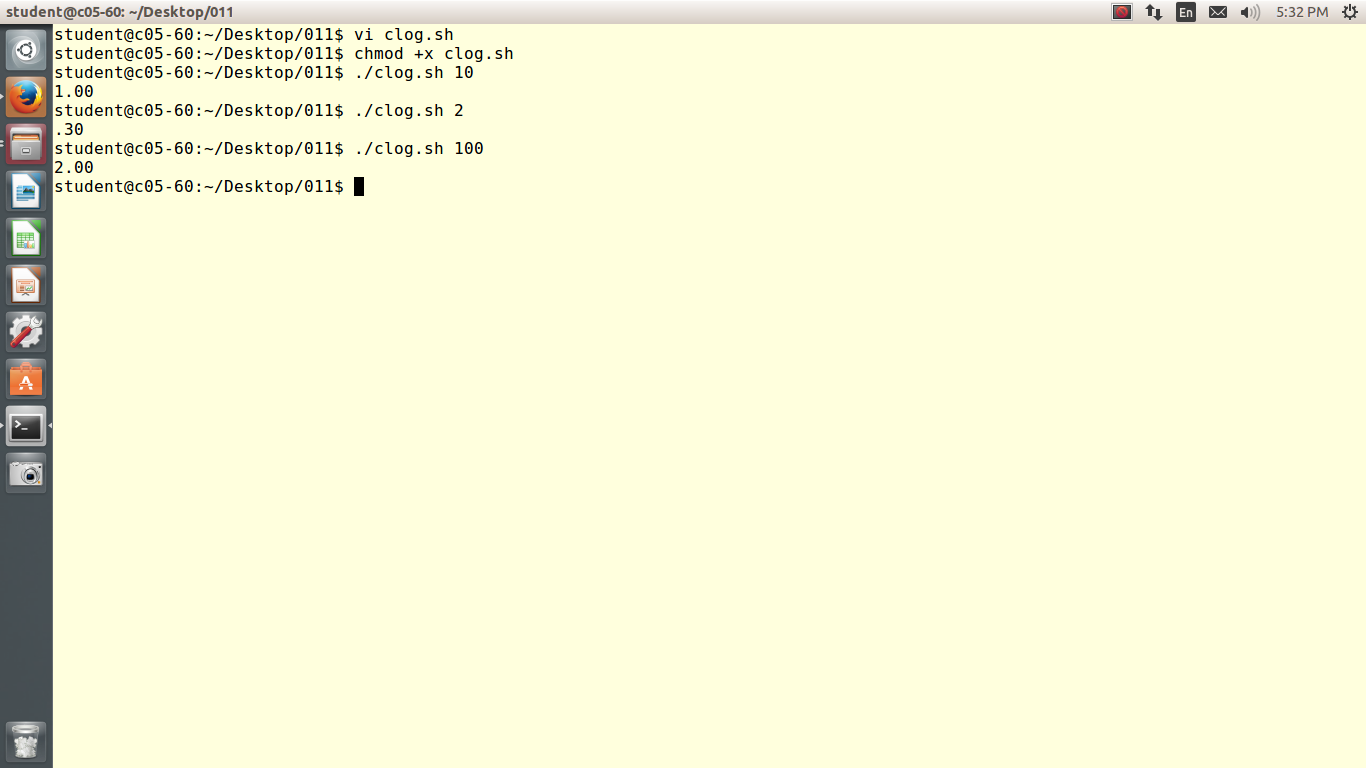 student@c05-60: ~/Desktop/011
En
5:32 PM
student@c05-60:~/Desktop/011$ vi clog.sh
student@c05-60:~/Desktop/011$ chmod +x clog.sh
student@c05-60:~/Desktop/011$ ./clog.sh 10
1.00
student@c05-60:~/Desktop/011$ ./clog.sh 2
.30
student@c05-60:~/Desktop/011$ ./clog.sh 100
2.00
student@c05-60:~/Desktop/011$